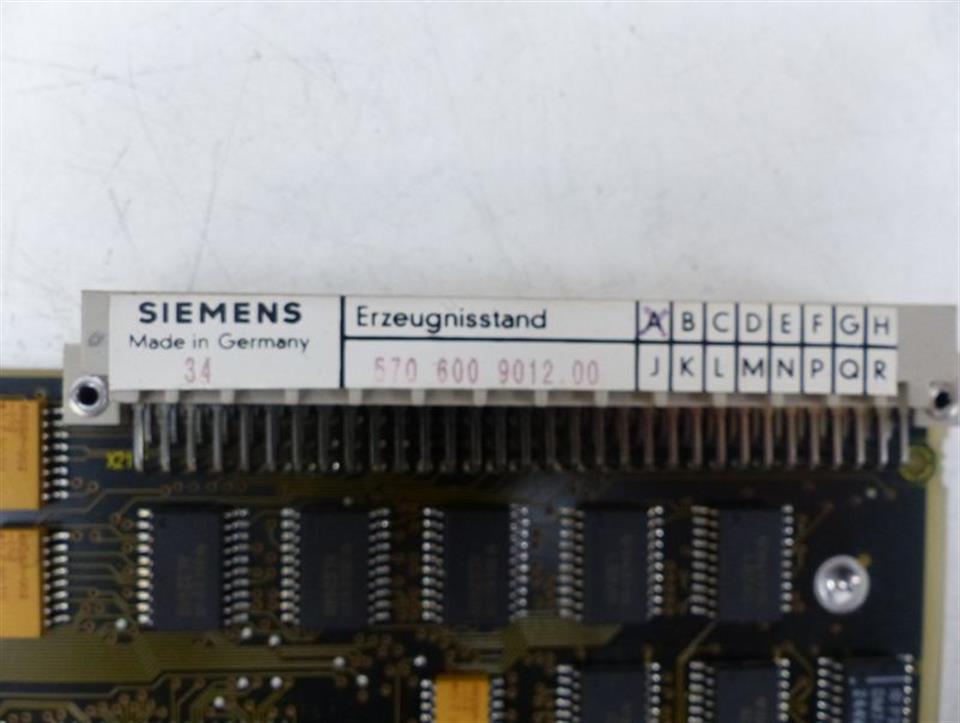 SIEMENS
Made in Germany
34
Erzeugnisstand
570 600 9012.00
A B C D E F G H
J K L M N P Q R
X21